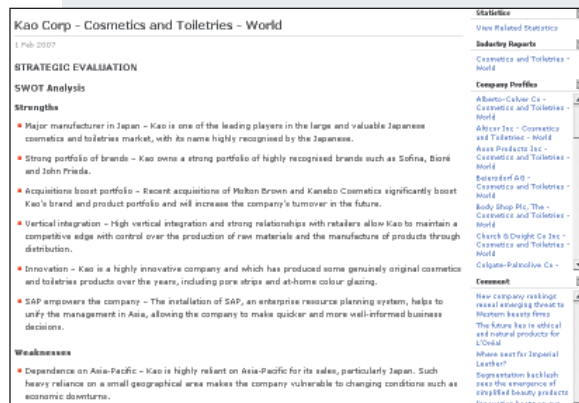 Kao Corp - Cosmetics and Toiletries - World
1 Feb 2007
STRATEGIC EVALUATION
SWOT Analysis
Strengths
Major manufacturer in Japan - Kao is one of the leading players in the large and valuable Japanese
cosmetics and toiletries market, with its name highly recognised by the Japanese.
Strong portfolio of brands - Kao owns a strong portfolio of highly recognised brands such as Sofina, Bioré
and John Frieda.
Acquisitions boost portfolio - Recent acquisitions of Molton Brown and Kanebo Cosmetics significantly boost
Kao's brand and product portfolio and will increase the company's turnover in the future.
Vertical integration - High vertical integration and strong relationships with retailers allow Kao to maintain a
competitive edge with control over the production of raw materials and the manufacture of products through
distribution.
Innovation - Kao is a highly innovative company and which has produced some genuinely original cosmetics
and toiletries products over the years, including pore strips and at-home colour glazing.
SAP empowers the company - The installation of SAP, an enterprise resource planning system, helps to
unify the management in Asia, allowing the company to make quicker and more well-informed business
decisions.
Weaknesses
Dependence on Asia-Pacific - Kao is highly reliant on Asia-Pacific for its sales, particularly Japan. Such
heavy reliance on a small geographical area makes the company vulnerable to changing conditions such as
economic downturns.
Statistics
View Related Statistics
Industry Reports
Cosmetics and Toiletries -
World
Company Profiles
Alberto-Culver Co -
Cosmetics and Toiletries -
World
Alticor Inc - Cosmetics
and Toiletries - World
Avon Products Inc -
Cosmetics and Toiletries -
World
Beiersdorf AG -
Cosmetics and Toiletries -
World
Body Shop Plc, The -
Cosmetics and Toiletries -
World
Church & Dwight Co Inc -
Cosmetics and Toiletries -
World
Colgate-Palmolive Co -
Comment
New company rankings
reveal emerging threat to
Western beauty firms
The future lies in ethical
and natural products for
L'Oréal
Where next for Imperial
Leather?
Segmentation backlash
sees the emergence of
simplified beauty products